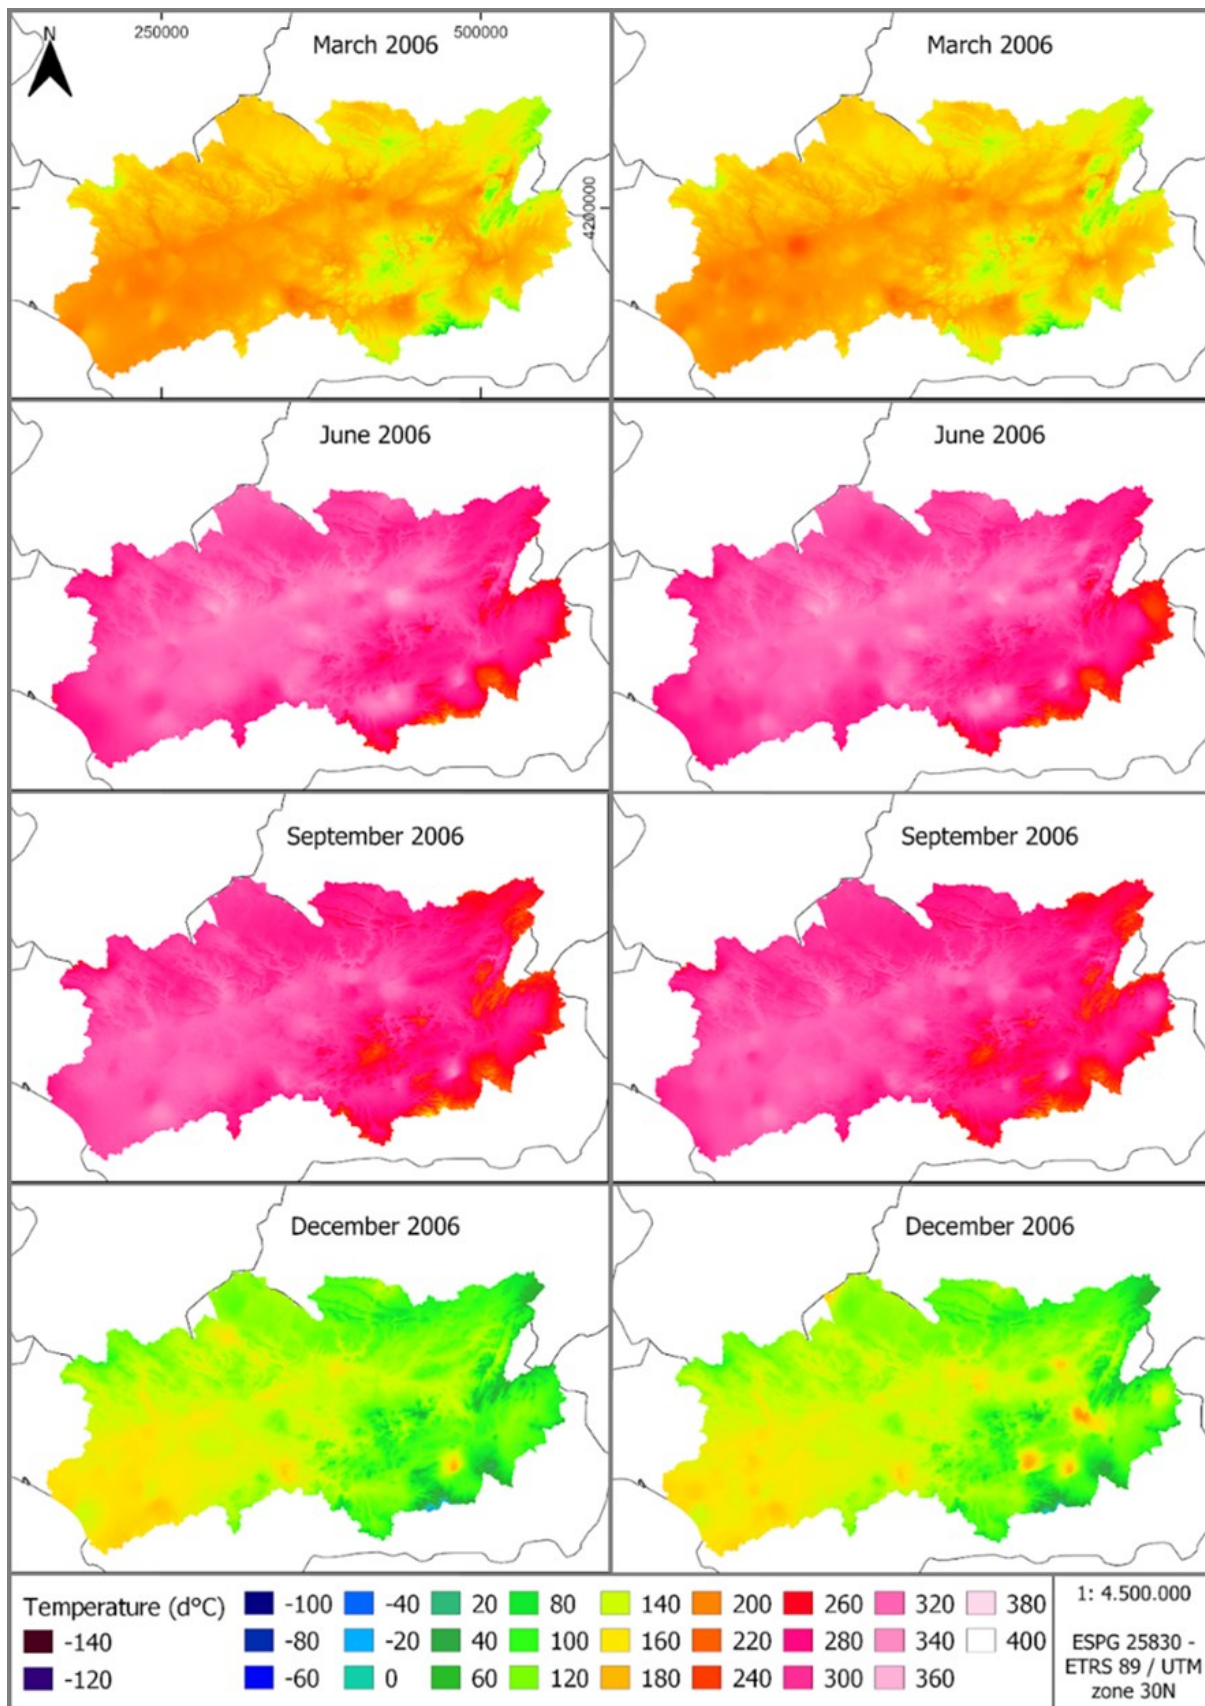 N
250000
500000
March 2006
March 2006
4200000
June 2006
June 2006
September 2006
September 2006
December 2006
December 2006
Temperature (d°C)
-140
-120
-100
-80
-60
-40
-20
0
20
40
60
80
100
120
140
160
180
200
220
240
260
280
300
320
340
360
380
400
1: 4.500.000
ESPG 25830 -
ETRS 89 / UTM
zone 30N